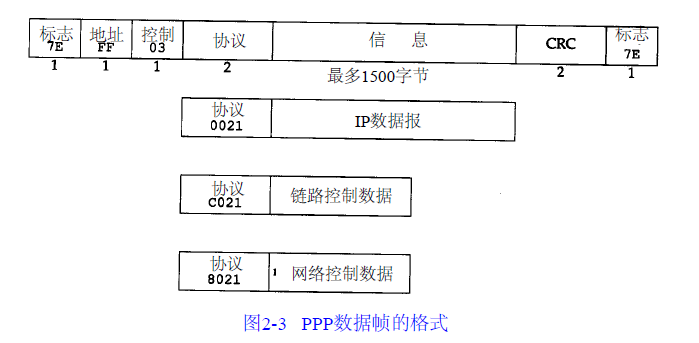 标志 地址 控制 协议 信 息 CRC 标志
7E FF 03 7E
1 1 1 2 最多1500字节 2 1
协议 IP数据报
0021
协议 链路控制数据
C021
协议 网络控制数据
8021 1
图2-3 PPP数据帧的格式